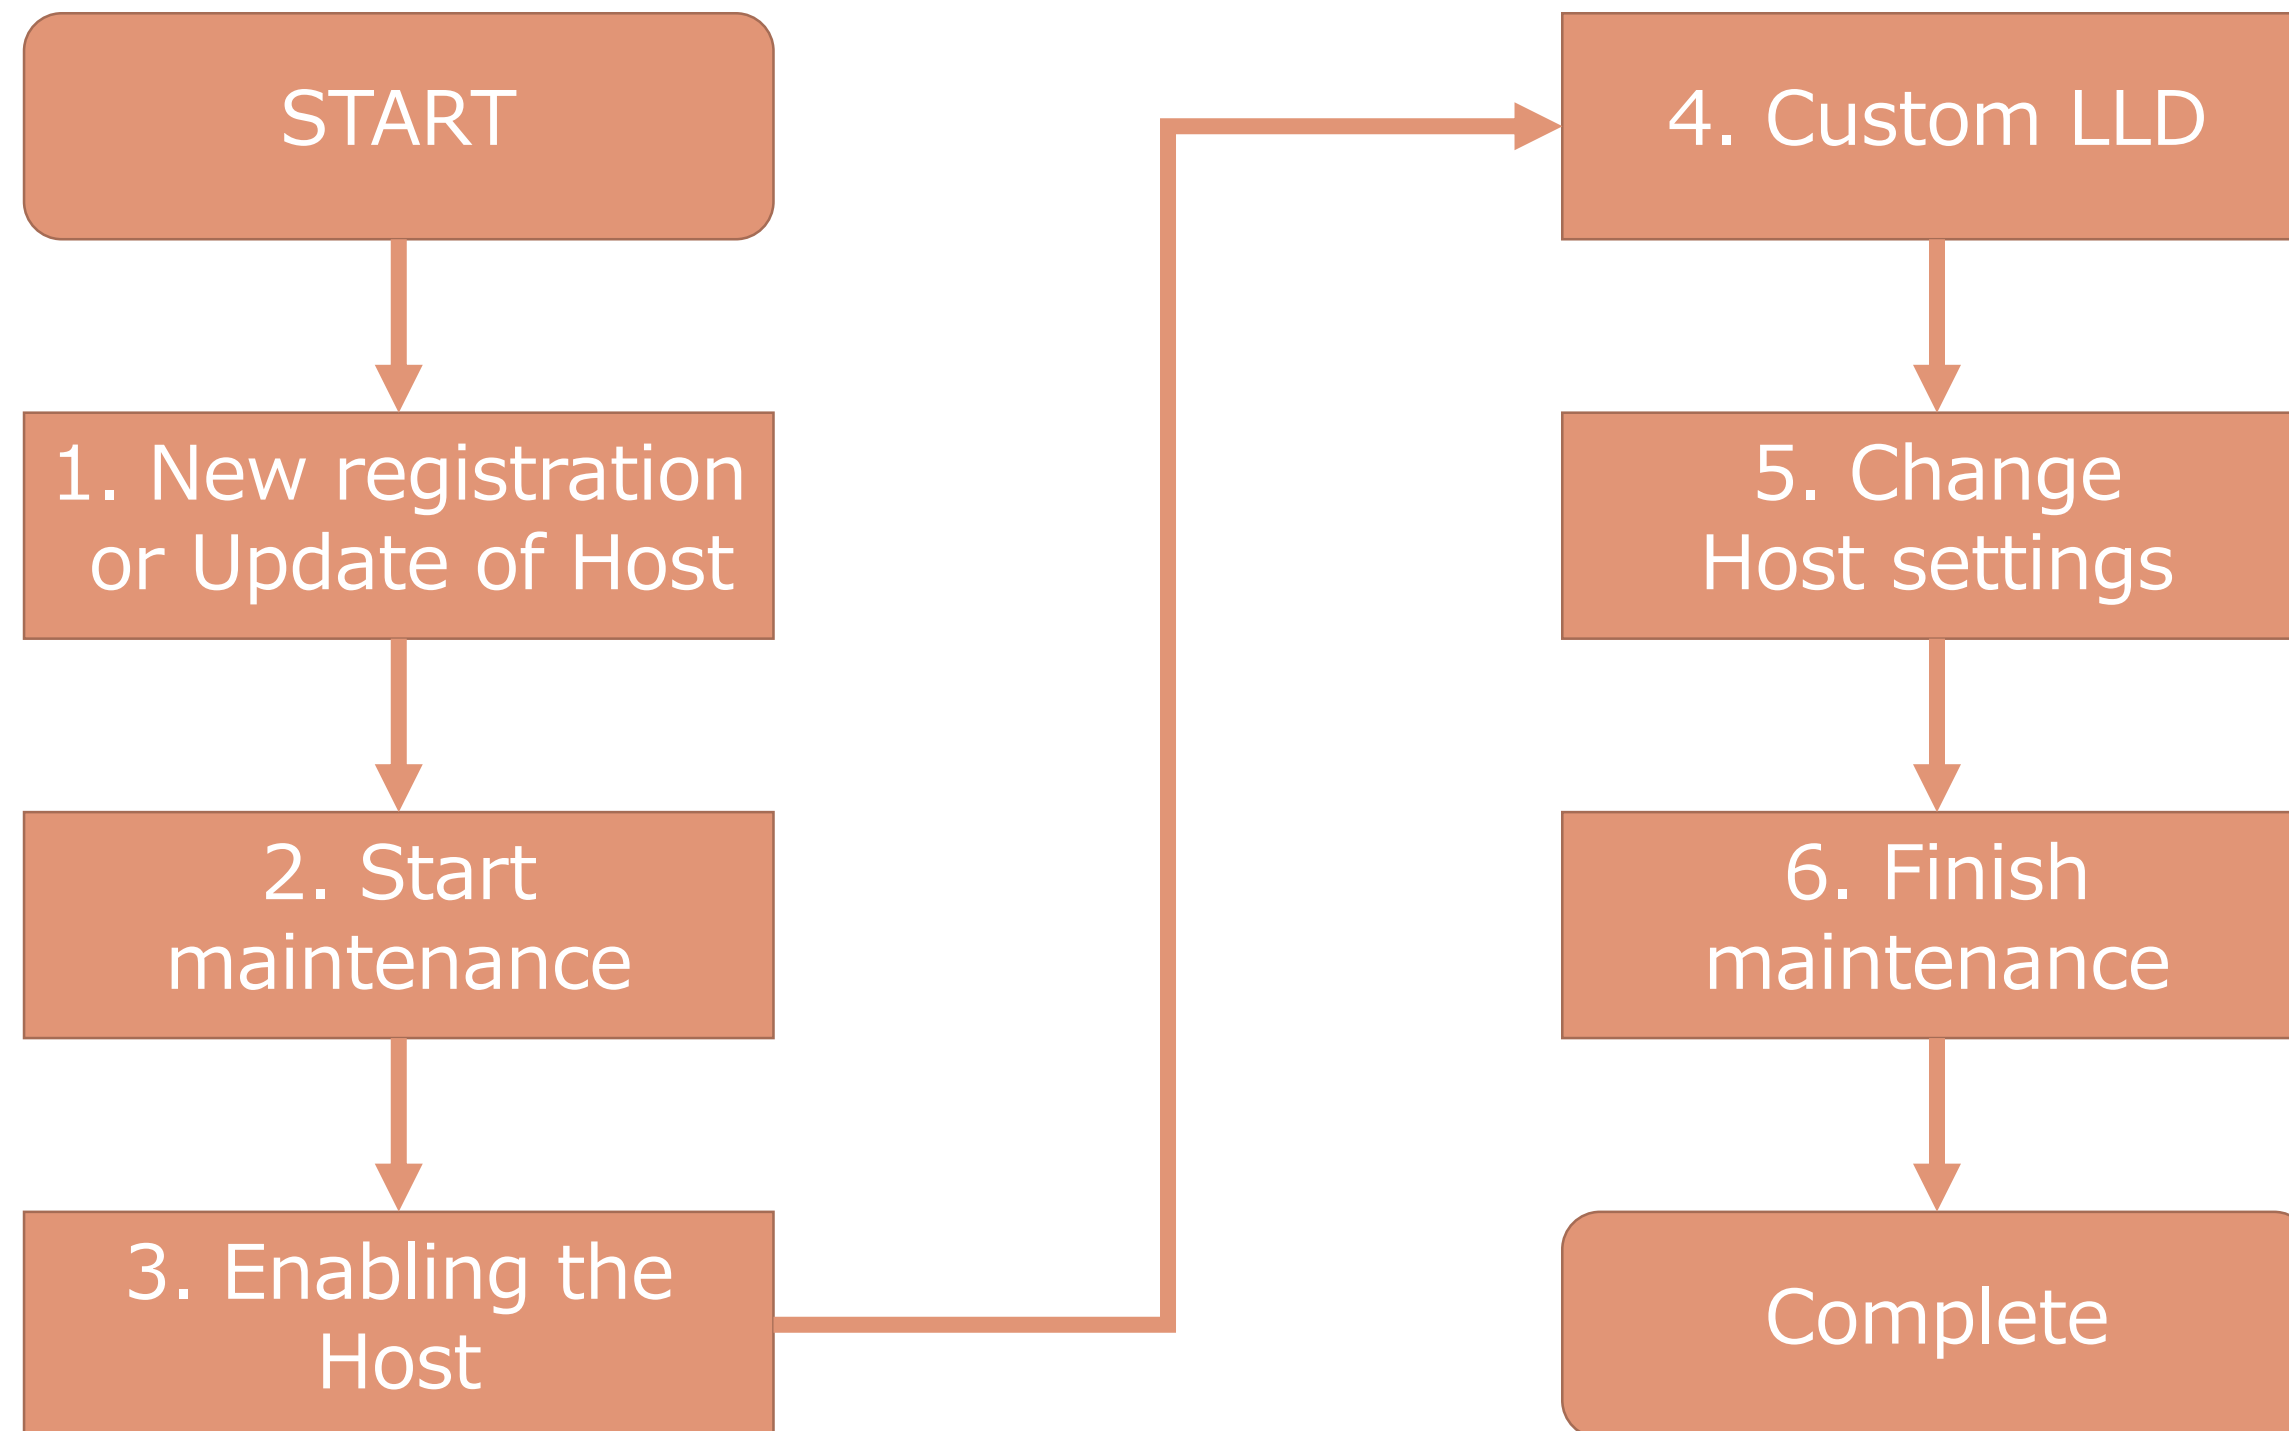 START
1. New registration
or Update of Host
2. Start
maintenance
3. Enabling the
Host
4. Custom LLD
5. Change
Host settings
6. Finish
maintenance
Complete